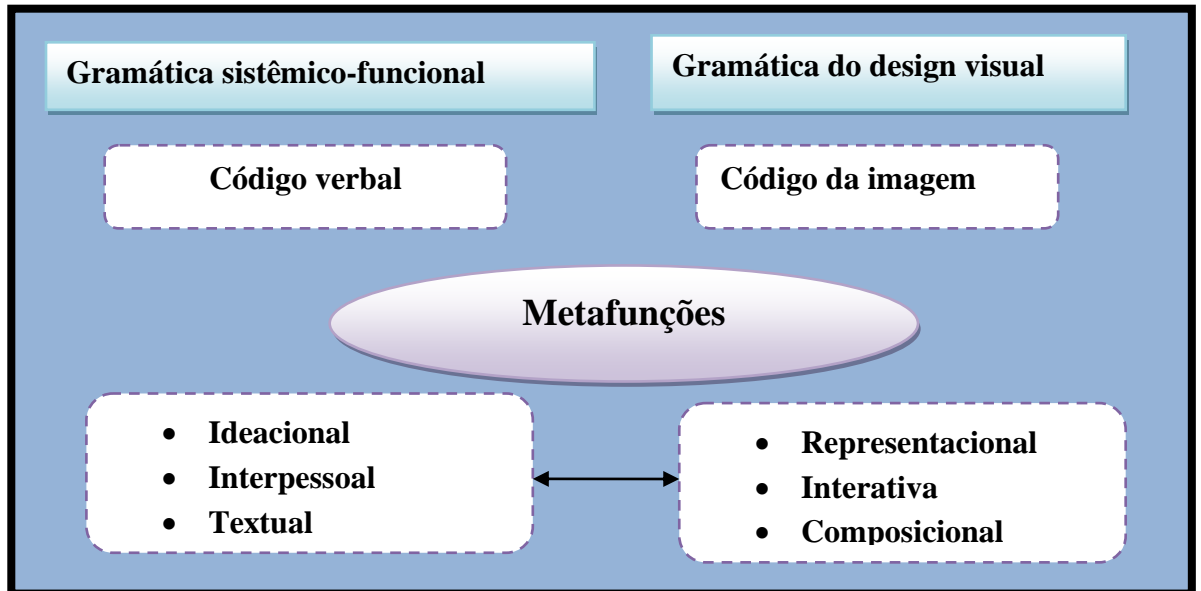 Gramática sistêmico-funcional
Gramática do design visual
Código verbal
Código da imagem
Metafunções
• Ideacional
• Interpessoal
• Textual
• Representacional
• Interativa
• Composicional